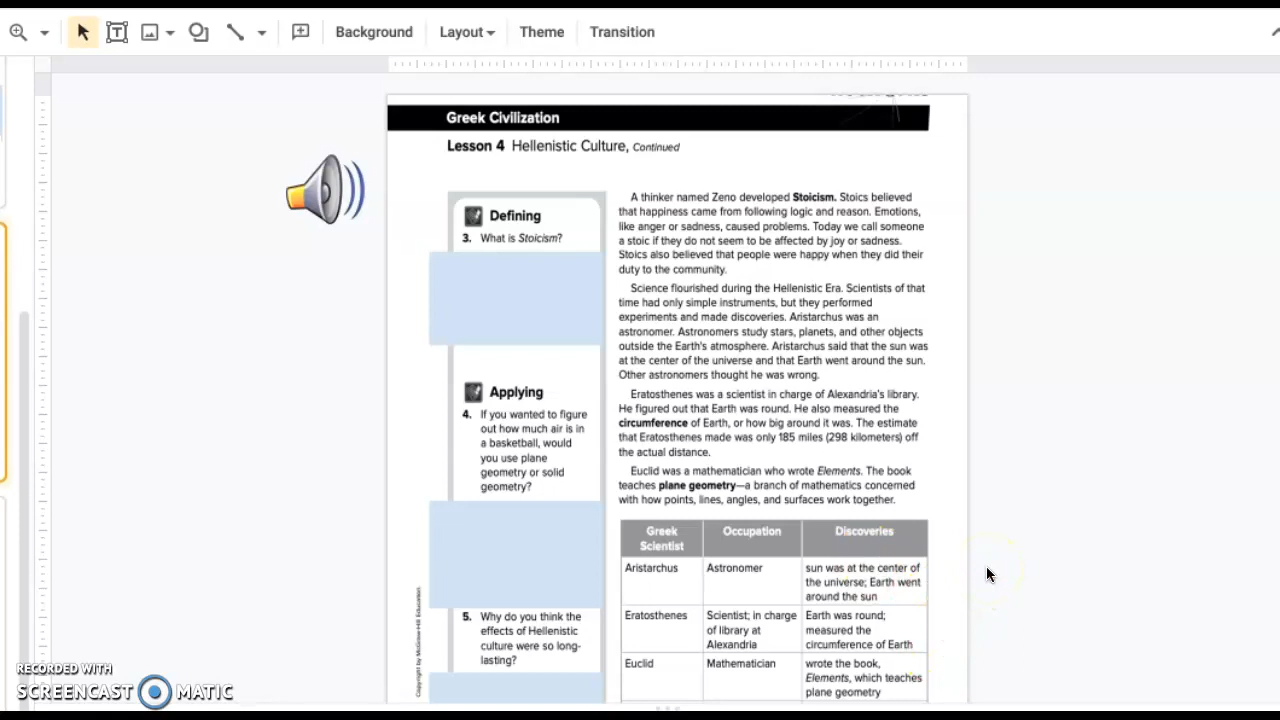 Background
Layout
Theme
Transition
Greek Civilization
Lesson 4 Hellenistic Culture, Continued
Defining
3. What is Stoicism?
Applying
4. If you wanted to figure
out how much air is in
a basketball, would
you use plane
geometry or solid
geometry?
5. Why do you think the
effects of Hellenistic
culture were so long-
lasting?
A thinker named Zeno developed Stoicism. Stoics believed
that happiness came from following logic and reason. Emotions,
like anger or sadness, caused problems. Today we call someone
a stoic if they do not seem to be affected by joy or sadness.
Stoics also believed that people were happy when they did their
duty to the community.
Science flourished during the Hellenistic Era. Scientists of that
time had only simple instruments, but they performed
experiments and made discoveries. Aristarchus was an
astronomer. Astronomers study stars, planets, and other objects
outside the Earth's atmosphere. Aristarchus said that the sun was
at the center of the universe and that Earth went around the sun.
Other astronomers thought he was wrong.
Eratosthenes was a scientist in charge of Alexandria's library.
He figured out that Earth was round. He also measured the
circumference of Earth, or how big around it was. The estimate
that Eratosthenes made was only 185 miles (298 kilometers) off
the actual distance.
Euclid was a mathematician who wrote Elements. The book
teaches plane geometry—a branch of mathematics concerned
with how points, lines, angles, and surfaces work together.
Greek
Scientist
Occupation
Discoveries
Aristarchus
Astronomer
sun was at the center of
the universe; Earth went
around the sun
Eratosthenes
Scientist; in charge
of library at
Alexandria
Earth was round;
measured the
circumference of Earth
Euclid
Mathematician
wrote the book,
Elements, which teaches
plane geometry
Copyright by McGraw-Hill Education
RECORDED WITH
SCREENCAST MATIC